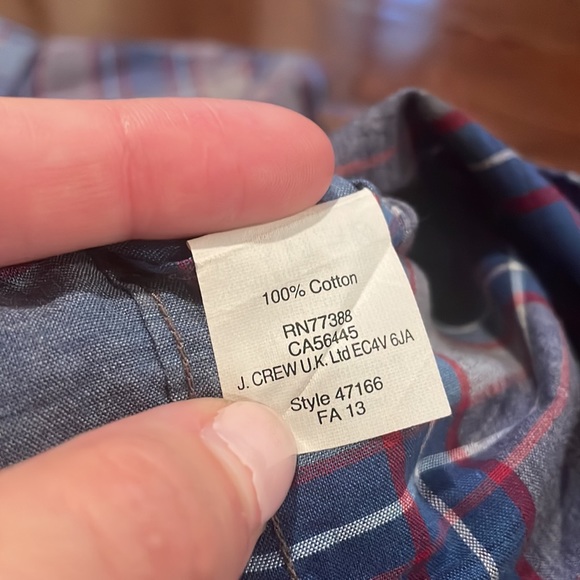 100% Cotton
RN77388
CA56445
J. CREW U.K. Ltd EC4V 6JA
Style 47166
FA 13